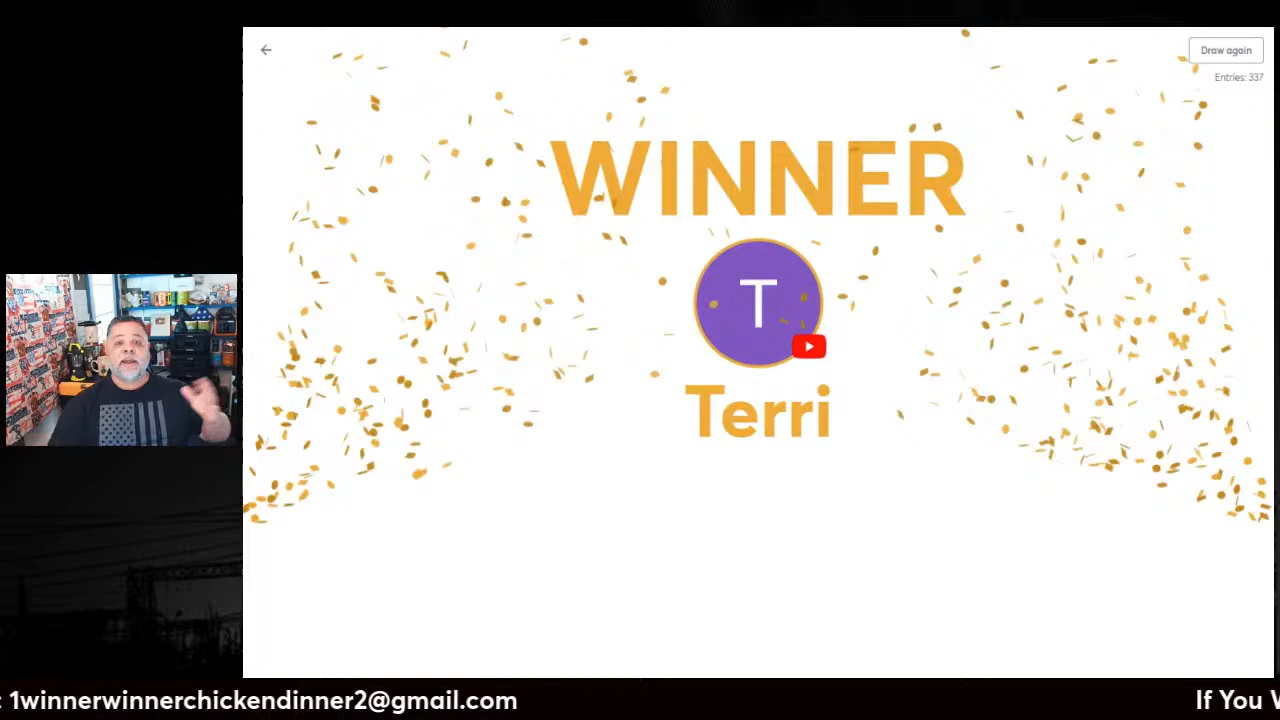 Draw again
Entries: 337
WINNER
T
Terri
: 1winnerwinnerchickendinner2@gmail.com
If You